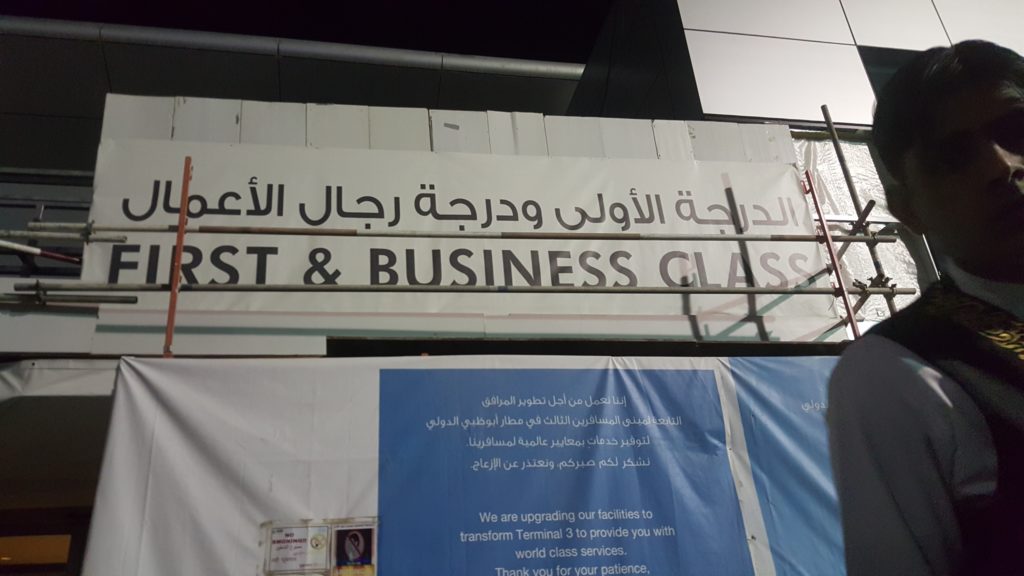 الدرجة الأولى ودرجة رجال الأعمال
FIRST & BUSINESS CLASS
إننا نعمل من أجل تطوير المرافق
التابعة لمبنى المسافرين الثالث في مطار أبوظبي الدولي
لتوفير خدمات بمعايير عالمية لمسافرينا.
نشكر لكم صبركم، ونعتذر عن الإزعاج.
We are upgrading our facilities to
transform Terminal 3 to provide you with
world class services.
Thank you for your patience,
NO
SMOKING